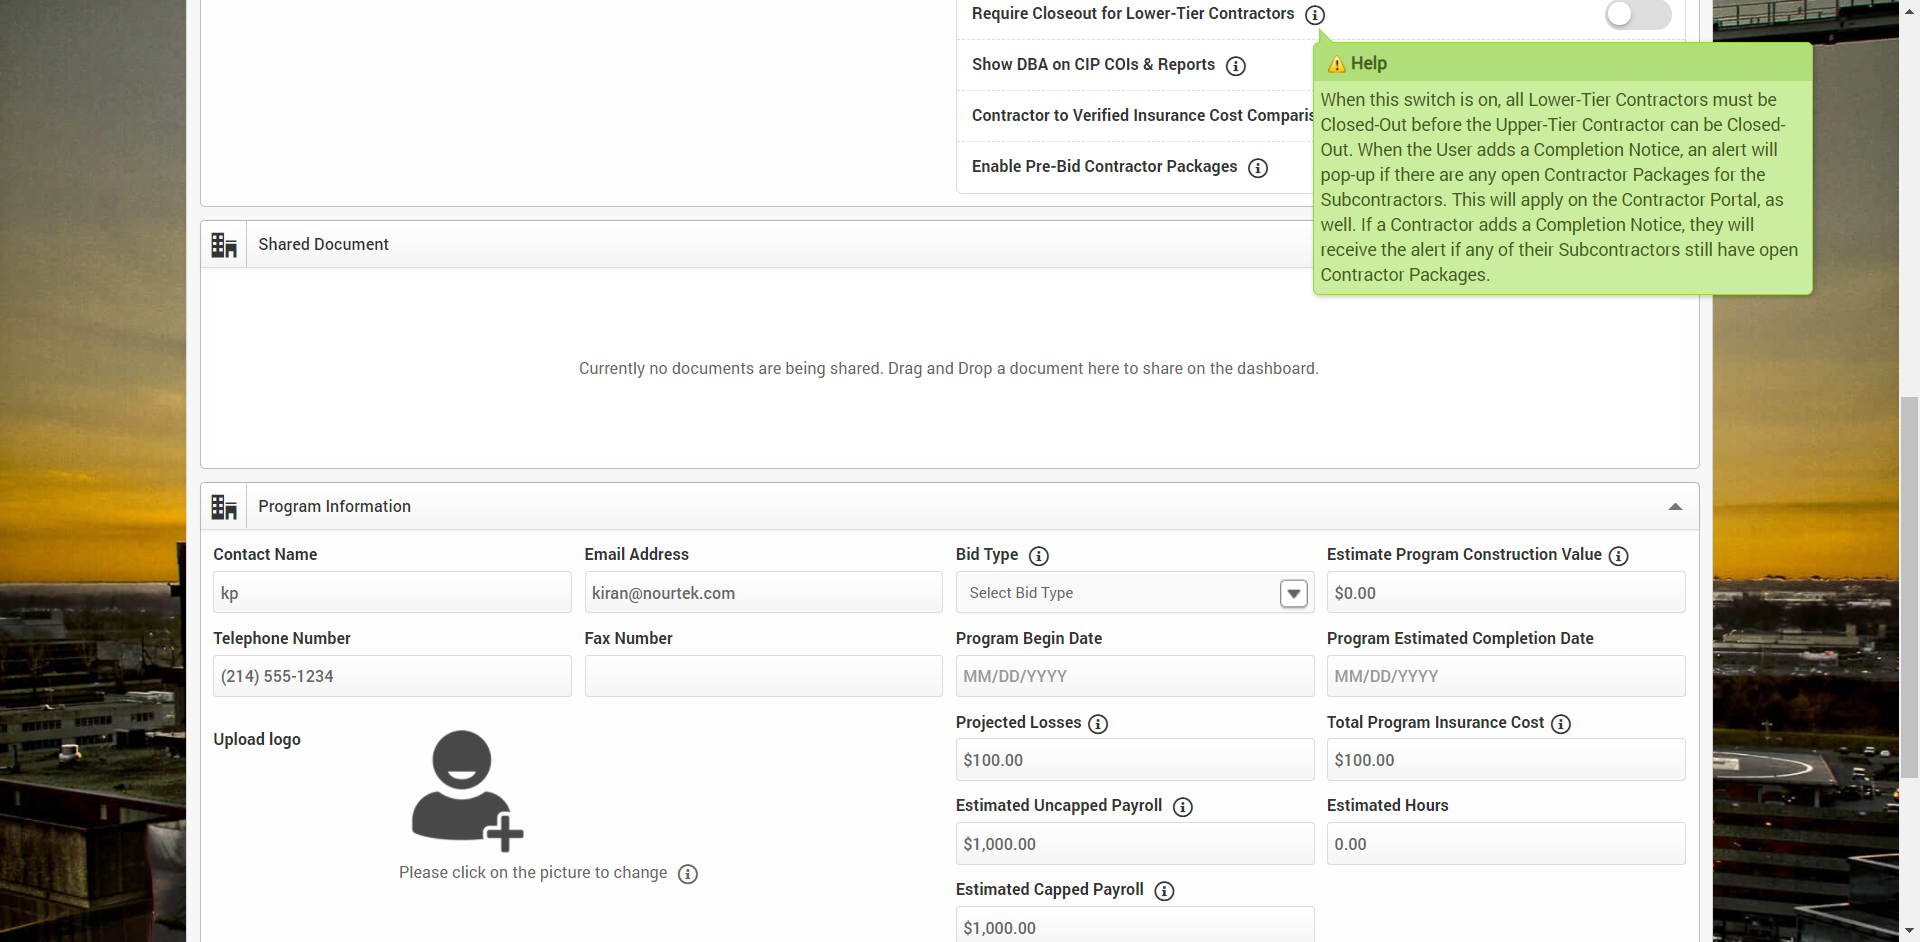 Require Closeout for Lower-Tier Contractors
Show DBA on CIP COIs & Reports
Contractor to Verified Insurance Cost Comparis
Enable Pre-Bid Contractor Packages
Help
When this switch is on, all Lower-Tier Contractors must be
Closed-Out before the Upper-Tier Contractor can be Closed-
Out. When the User adds a Completion Notice, an alert will
pop-up if there are any open Contractor Packages for the
Subcontractors. This will apply on the Contractor Portal, as
well. If a Contractor adds a Completion Notice, they will
receive the alert if any of their Subcontractors still have open
Contractor Packages.
Shared Document
Currently no documents are being shared. Drag and Drop a document here to share on the dashboard.
Program Information
Contact Name
kp
Email Address
kiran@nourtek.com
Bid Type
Select Bid Type
Estimate Program Construction Value
$0.00
Telephone Number
(214) 555-1234
Fax Number
Program Begin Date
MM/DD/YYYY
Program Estimated Completion Date
MM/DD/YYYY
Upload logo
Please click on the picture to change
Projected Losses
$100.00
Total Program Insurance Cost
$100.00
Estimated Uncapped Payroll
$1,000.00
Estimated Hours
0.00
Estimated Capped Payroll
$1,000.00